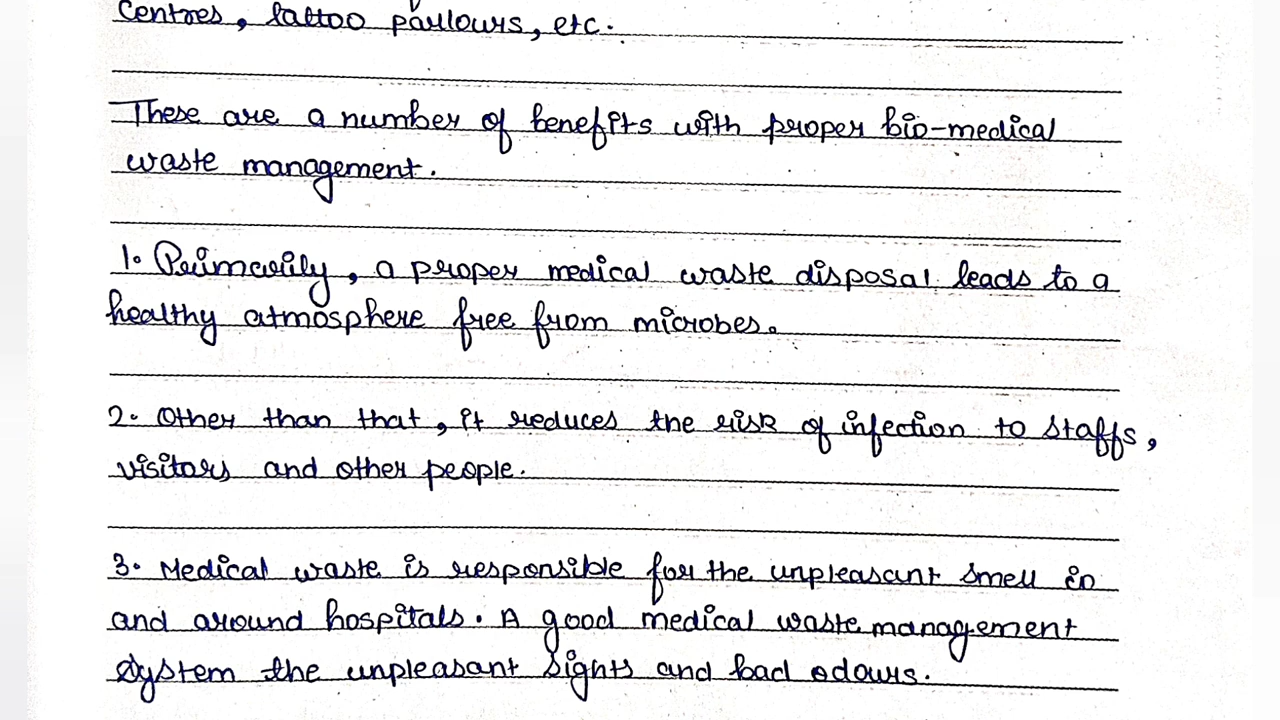 centres, tattoo parlours, etc.
These are a number of benefits with proper bio-medical
waste management.
1. Primarily, a proper medical waste disposal leads to a
healthy atmosphere free from microbes.
2. Other than that, it reduces the risk of infection to staffs,
visitors and other people.
3. Medical waste is responsible for the unpleasant smell in
and around hospitals. A good medical waste management
system the unpleasant sights and bad odours.